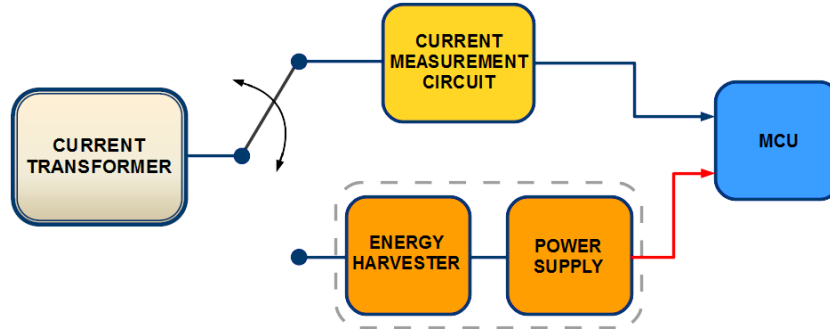 CURRENT
TRANSFORMER
CURRENT
MEASUREMENT
CIRCUIT
MCU
ENERGY
HARVESTER
POWER
SUPPLY